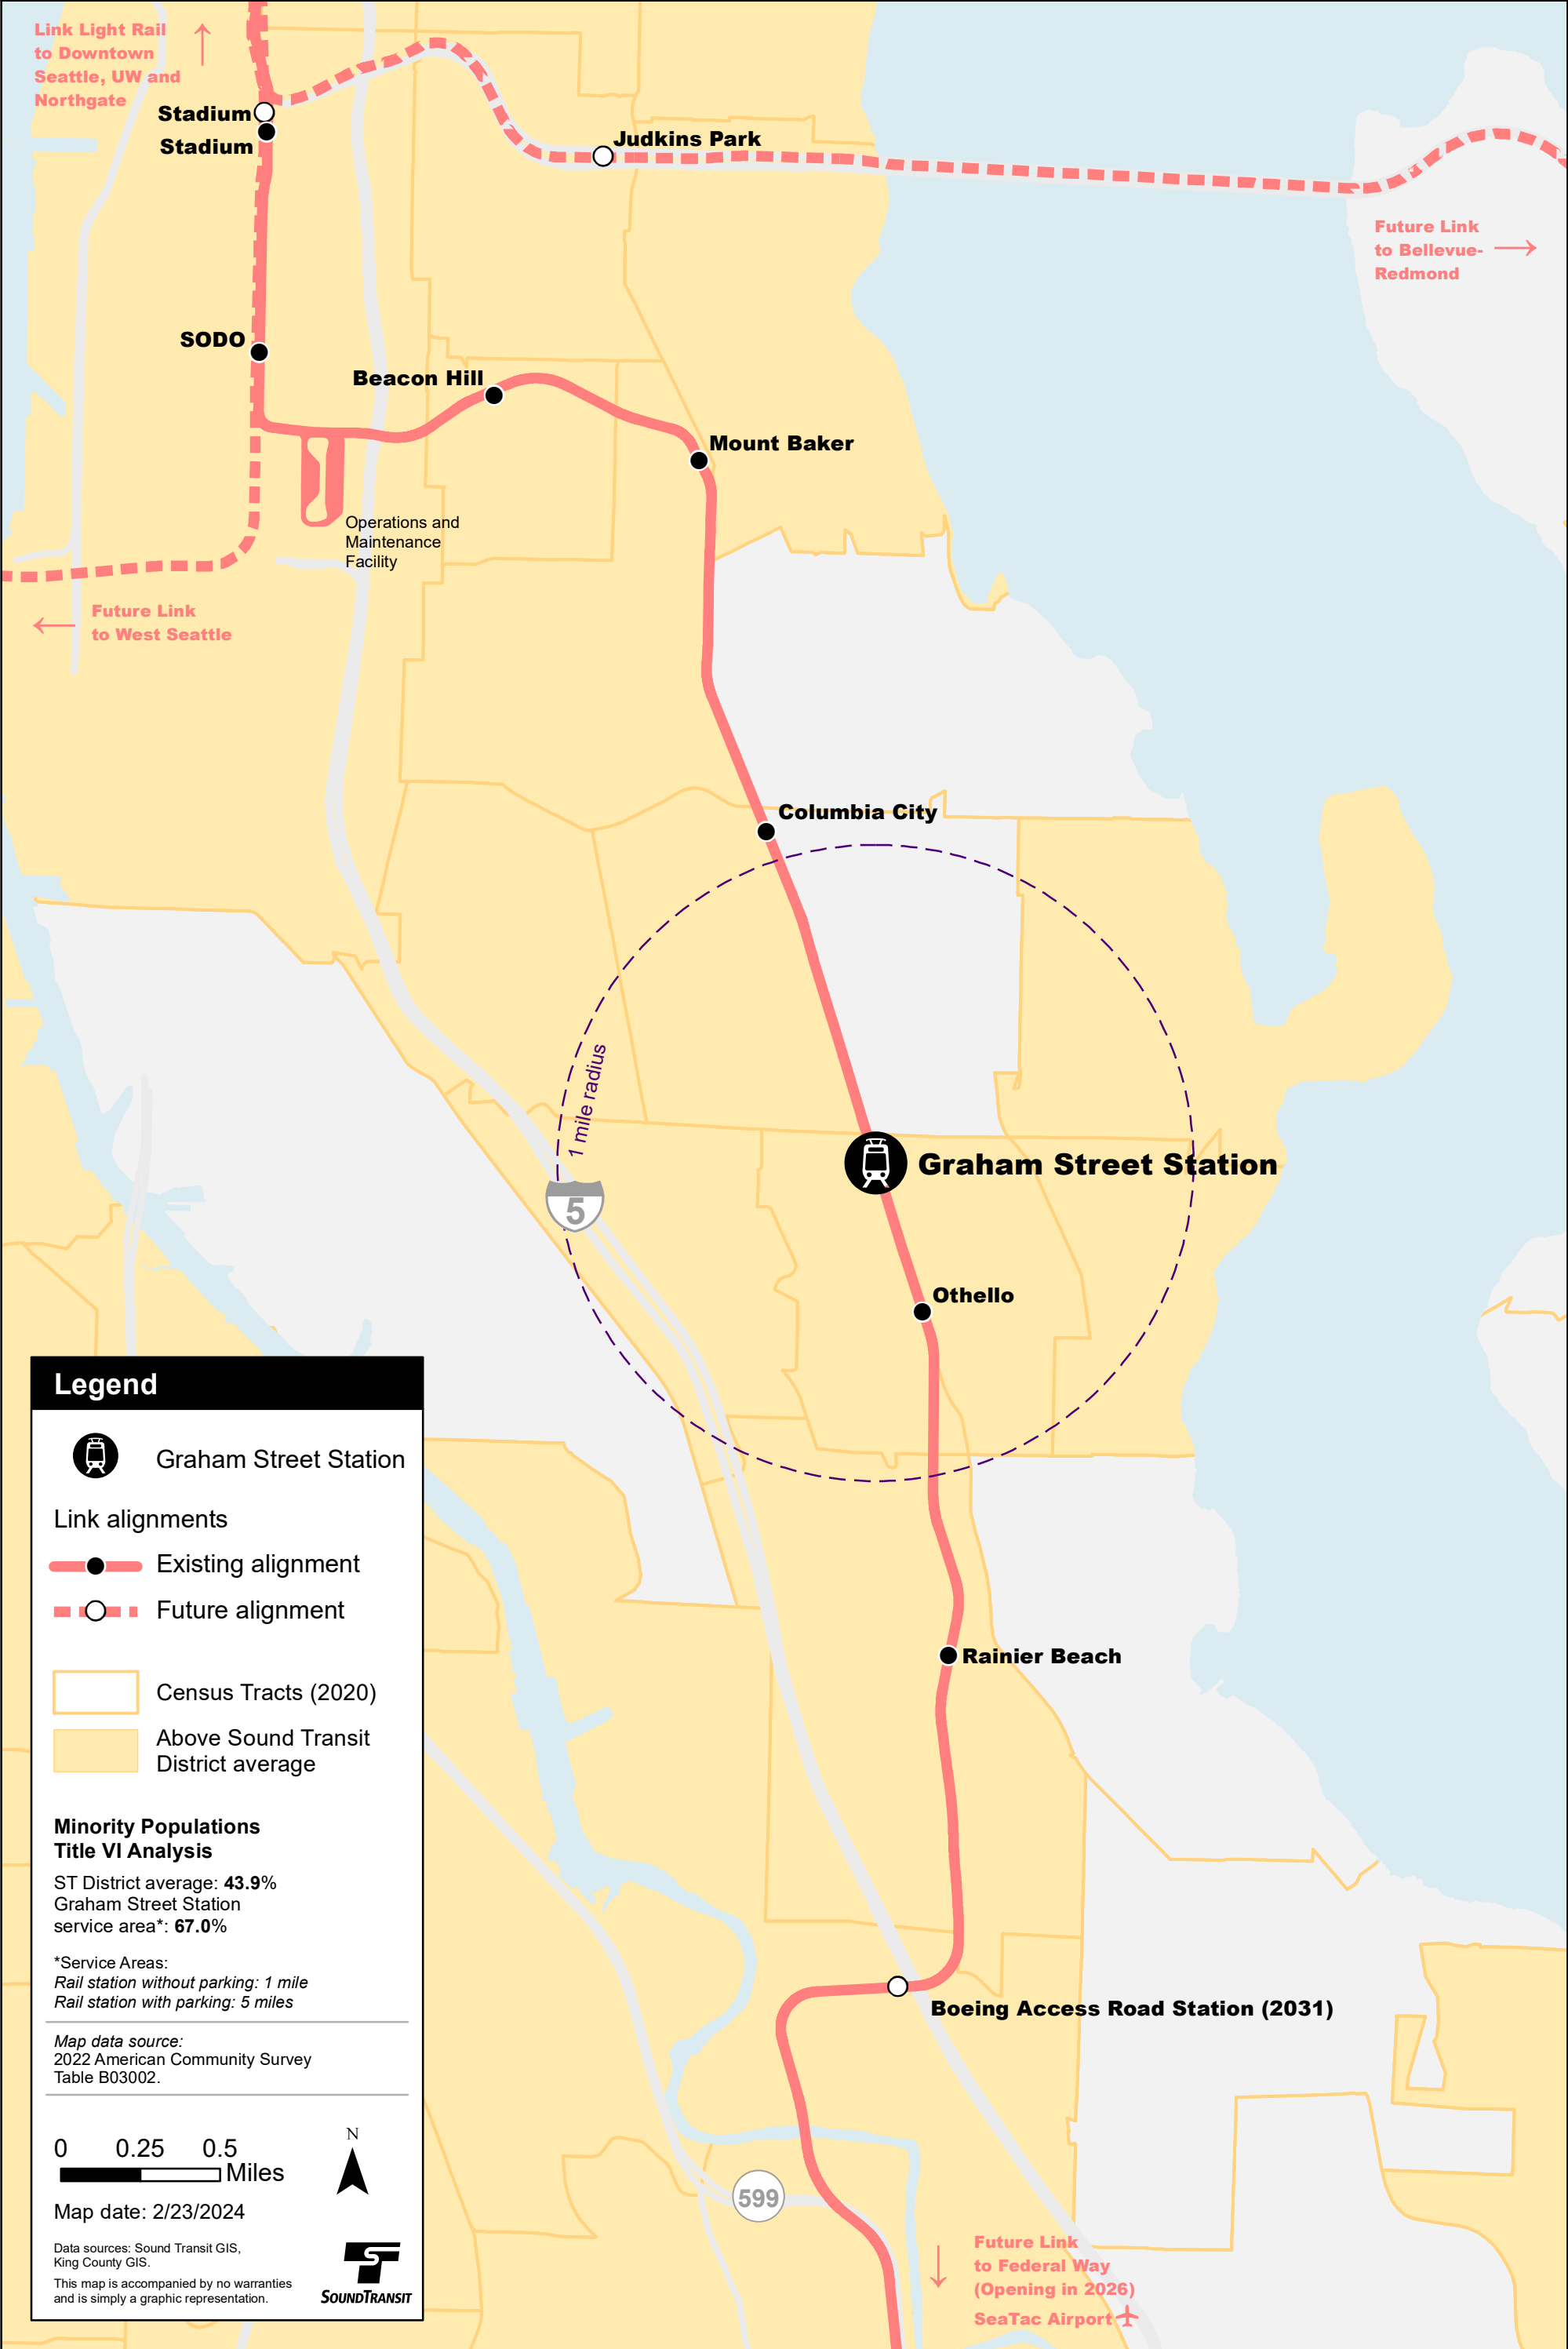 Link Light Rail
to Downtown
Seattle, UW and
Northgate
Stadium
Stadium
Judkins Park
Future Link
to Bellevue-
Redmond
SODO
Beacon Hill
Mount Baker
Operations and
Maintenance
Facility
Future Link
to West Seattle
Columbia City
1 mile radius
Graham Street Station
5
Othello
Rainier Beach
Boeing Access Road Station (2031)
599
Future Link
to Federal Way
(Opening in 2026)
SeaTac Airport
Legend
Graham Street Station
Link alignments
Existing alignment
Future alignment
Census Tracts (2020)
Above Sound Transit
District average
Minority Populations
Title VI Analysis
ST District average: 43.9%
Graham Street Station
service area*: 67.0%
*Service Areas:
Rail station without parking: 1 mile
Rail station with parking: 5 miles
Map data source:
2022 American Community Survey
Table B03002.
0 0.25 0.5
Miles
N
Map date: 2/23/2024
Data sources: Sound Transit GIS,
King County GIS.
This map is accompanied by no warranties
and is simply a graphic representation.
SOUNDTRANSIT